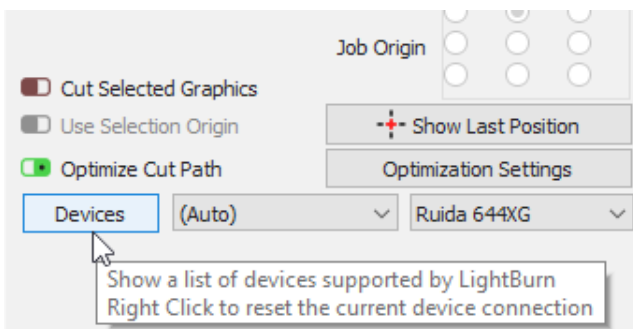 Job Origin
Cut Selected Graphics
Use Selection Origin
Show Last Position
Optimize Cut Path
Optimization Settings
Devices
(Auto)
Ruida 644XG
Show a list of devices supported by LightBurn
Right Click to reset the current device connection